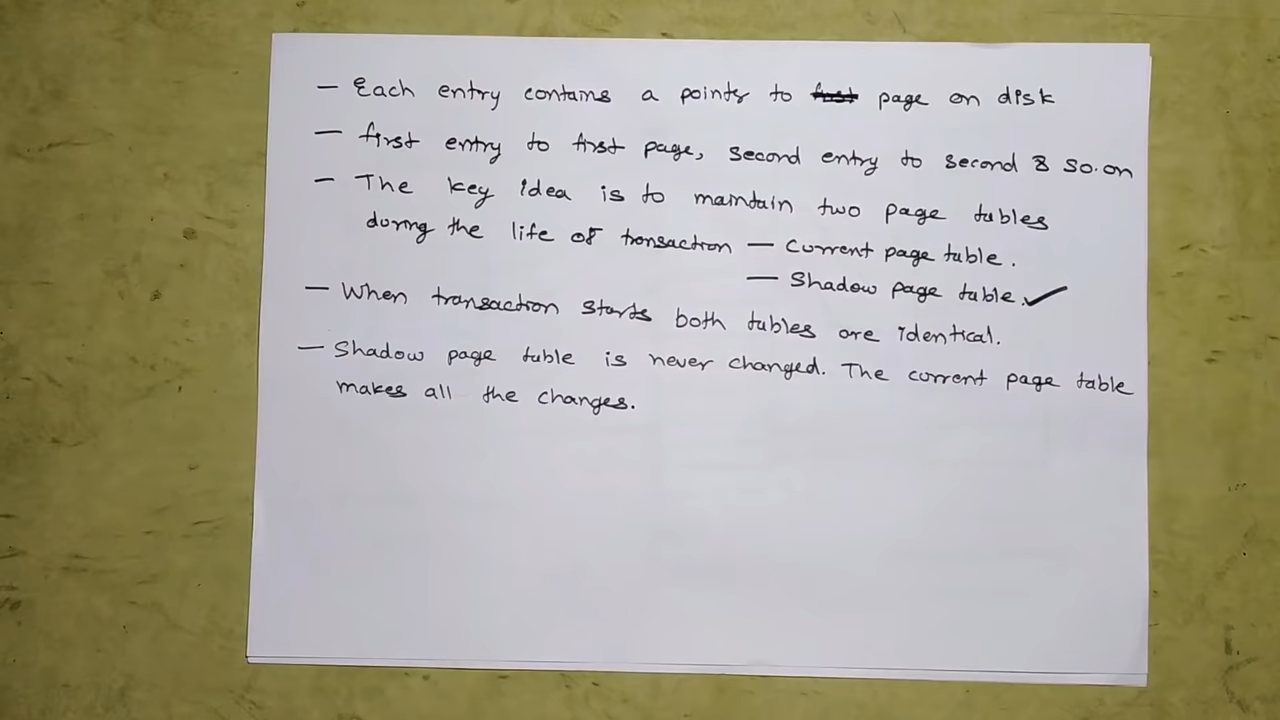 - Each entry contains a pointer to page on disk
- first entry to first page, second entry to second & so.on
- The key idea is to maintain two page tables
during the life of transaction - Current page table.
- Shadow page table.✓
- When transaction starts both tables are identical.
- Shadow page table is never changed. The current page table
makes all the changes.